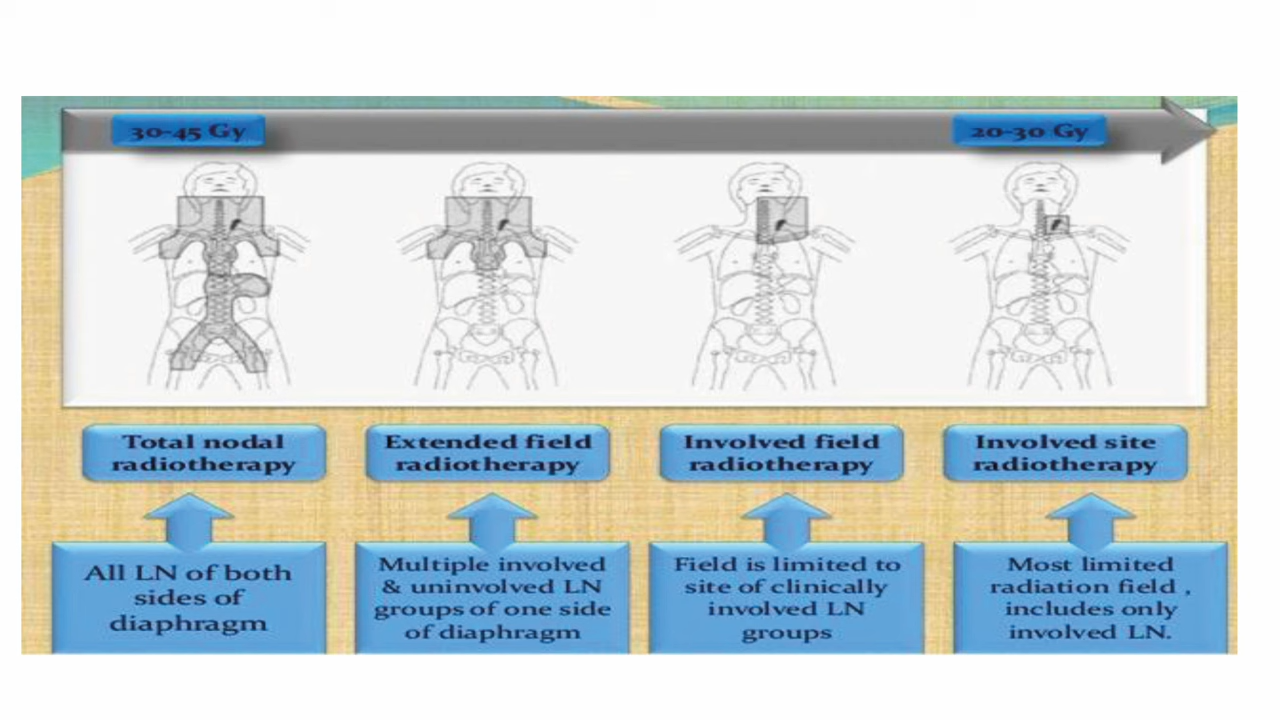 30-45 Gy
20-30 Gy
Total nodal
radiotherapy
Extended field
radiotherapy
Involved field
radiotherapy
Involved site
radiotherapy
All LN of both
sides of
diaphragm
Multiple involved
& uninvolved LN
groups of one side
of diaphragm
Field is limited to
site of clinically
involved LN
groups
Most limited
radiation field ,
includes only
involved LN.